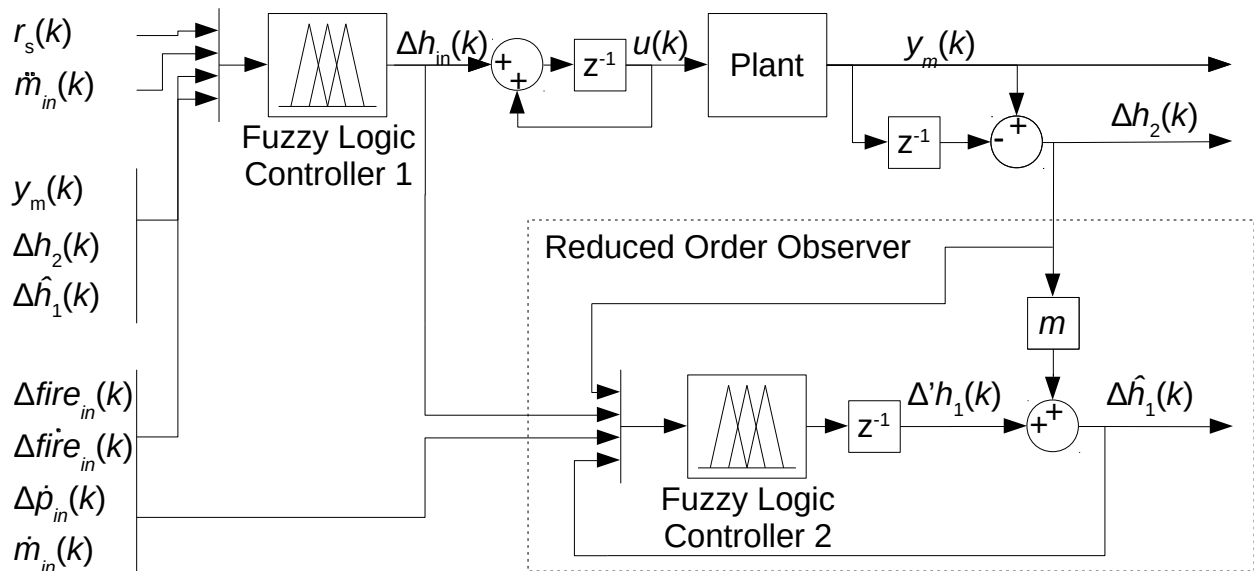 r_s(k)
m̈_in(k)
y_m(k)
Δh_2(k)
Δĥ_1(k)
Δfire_in(k)
Δfiṙe_in(k)
Δṗ_in(k)
ṁ_in(k)
Fuzzy Logic
Controller 1
Δh_in(k)
+
+
z⁻¹
u(k)
Plant
y_m(k)
z⁻¹
-
+
Δh_2(k)
Reduced Order Observer
m
Fuzzy Logic
Controller 2
z⁻¹
Δ'h_1(k)
+
+
Δĥ_1(k)